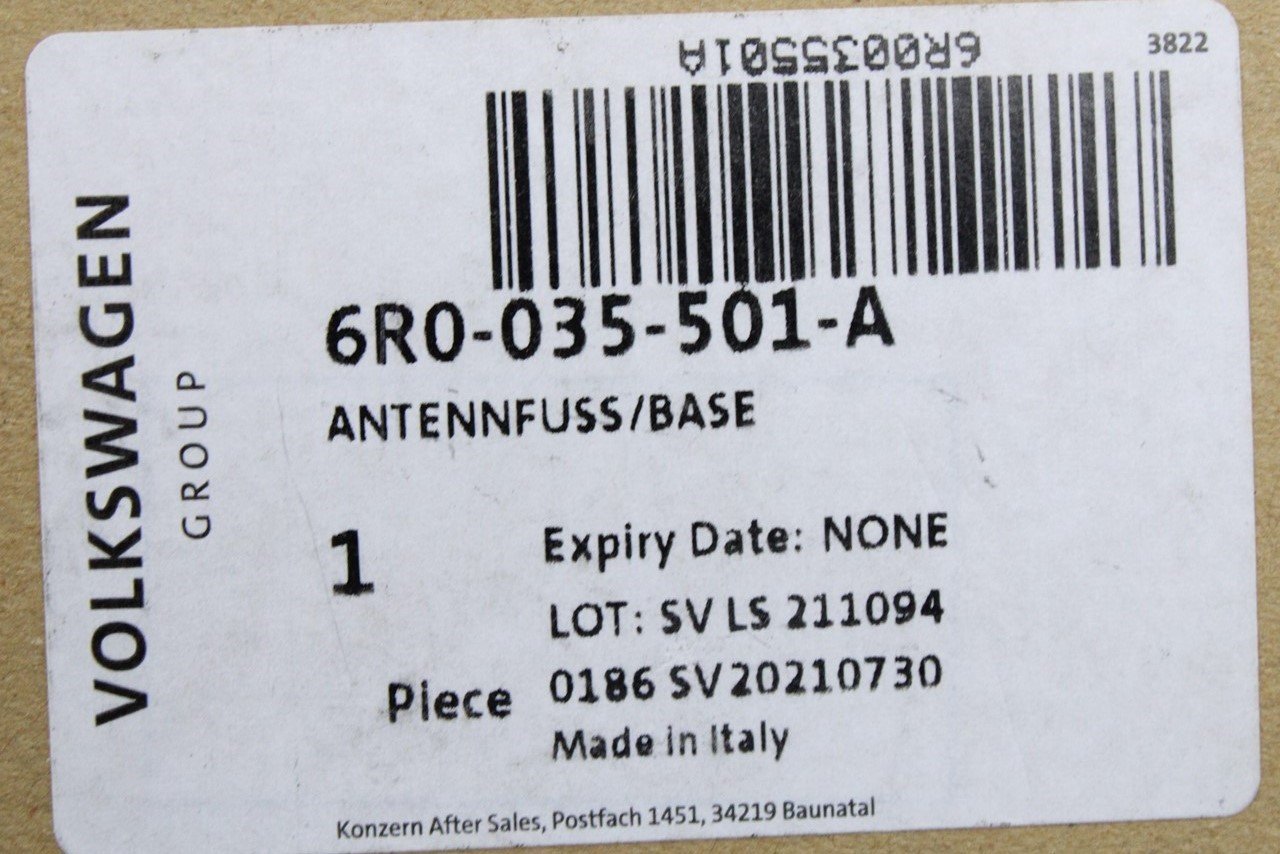 6R0035501A
3822
VOLKSWAGEN
GROUP
6R0-035-501-A
ANTENNFUSS/BASE
1
Piece
Expiry Date: NONE
LOT: SV LS 211094
0186 SV20210730
Made in Italy
Konzern After Sales, Postfach 1451, 34219 Baunatal